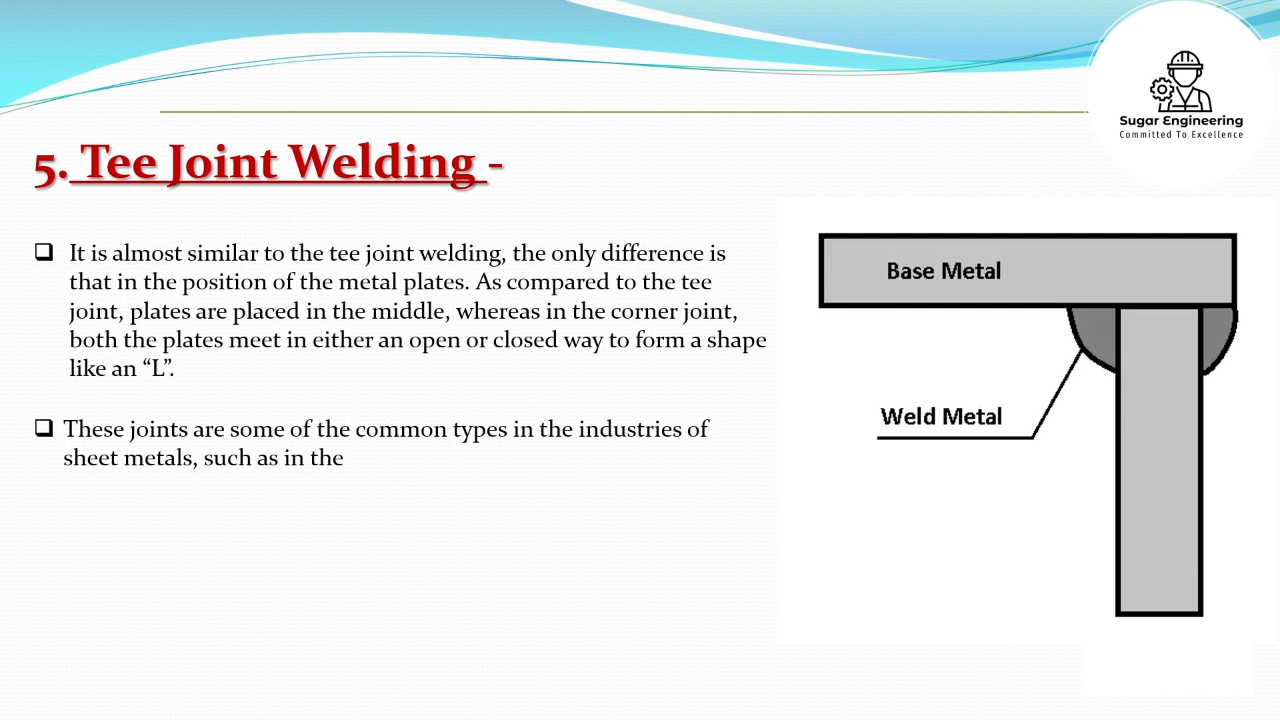 Sugar Engineering
Committed To Excellence
5. Tee Joint Welding -
It is almost similar to the tee joint welding, the only difference is
that in the position of the metal plates. As compared to the tee
joint, plates are placed in the middle, whereas in the corner joint,
both the plates meet in either an open or closed way to form a shape
like an “L”.
These joints are some of the common types in the industries of
sheet metals, such as in the
Base Metal
Weld Metal